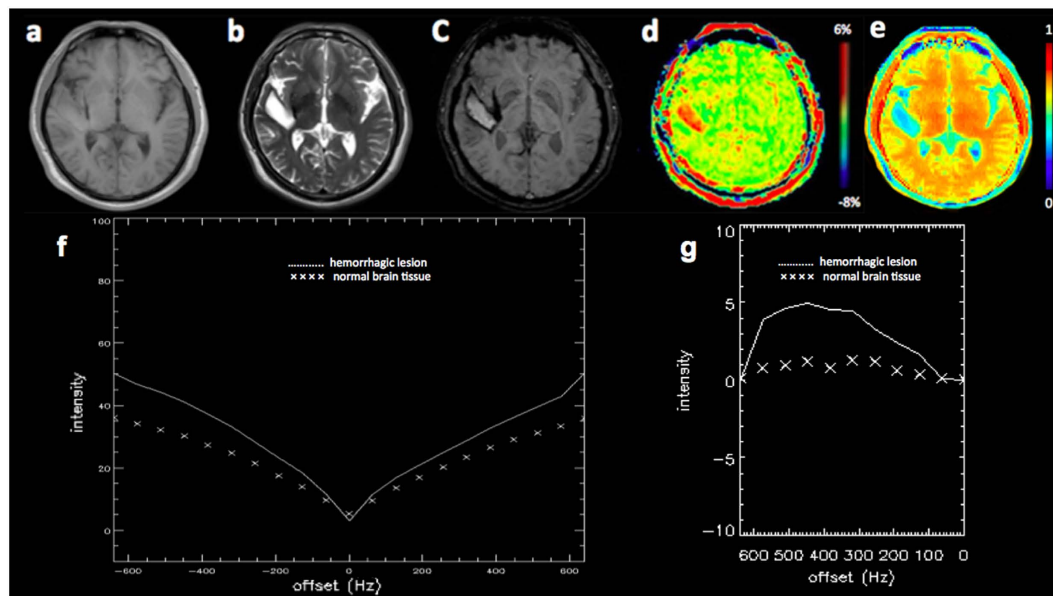 a
b
C
d
6%
-8%
e
1
0
f
hemorrhagic lesion
normal brain tissue
100
80
60
40
20
0
intensity
-600
-400
-200
0
200
400
600
offset (Hz)
g
hemorrhagic lesion
normal brain tissue
10
5
0
-5
-10
intensity
600 500 400 300 200 100 0
offset (Hz)